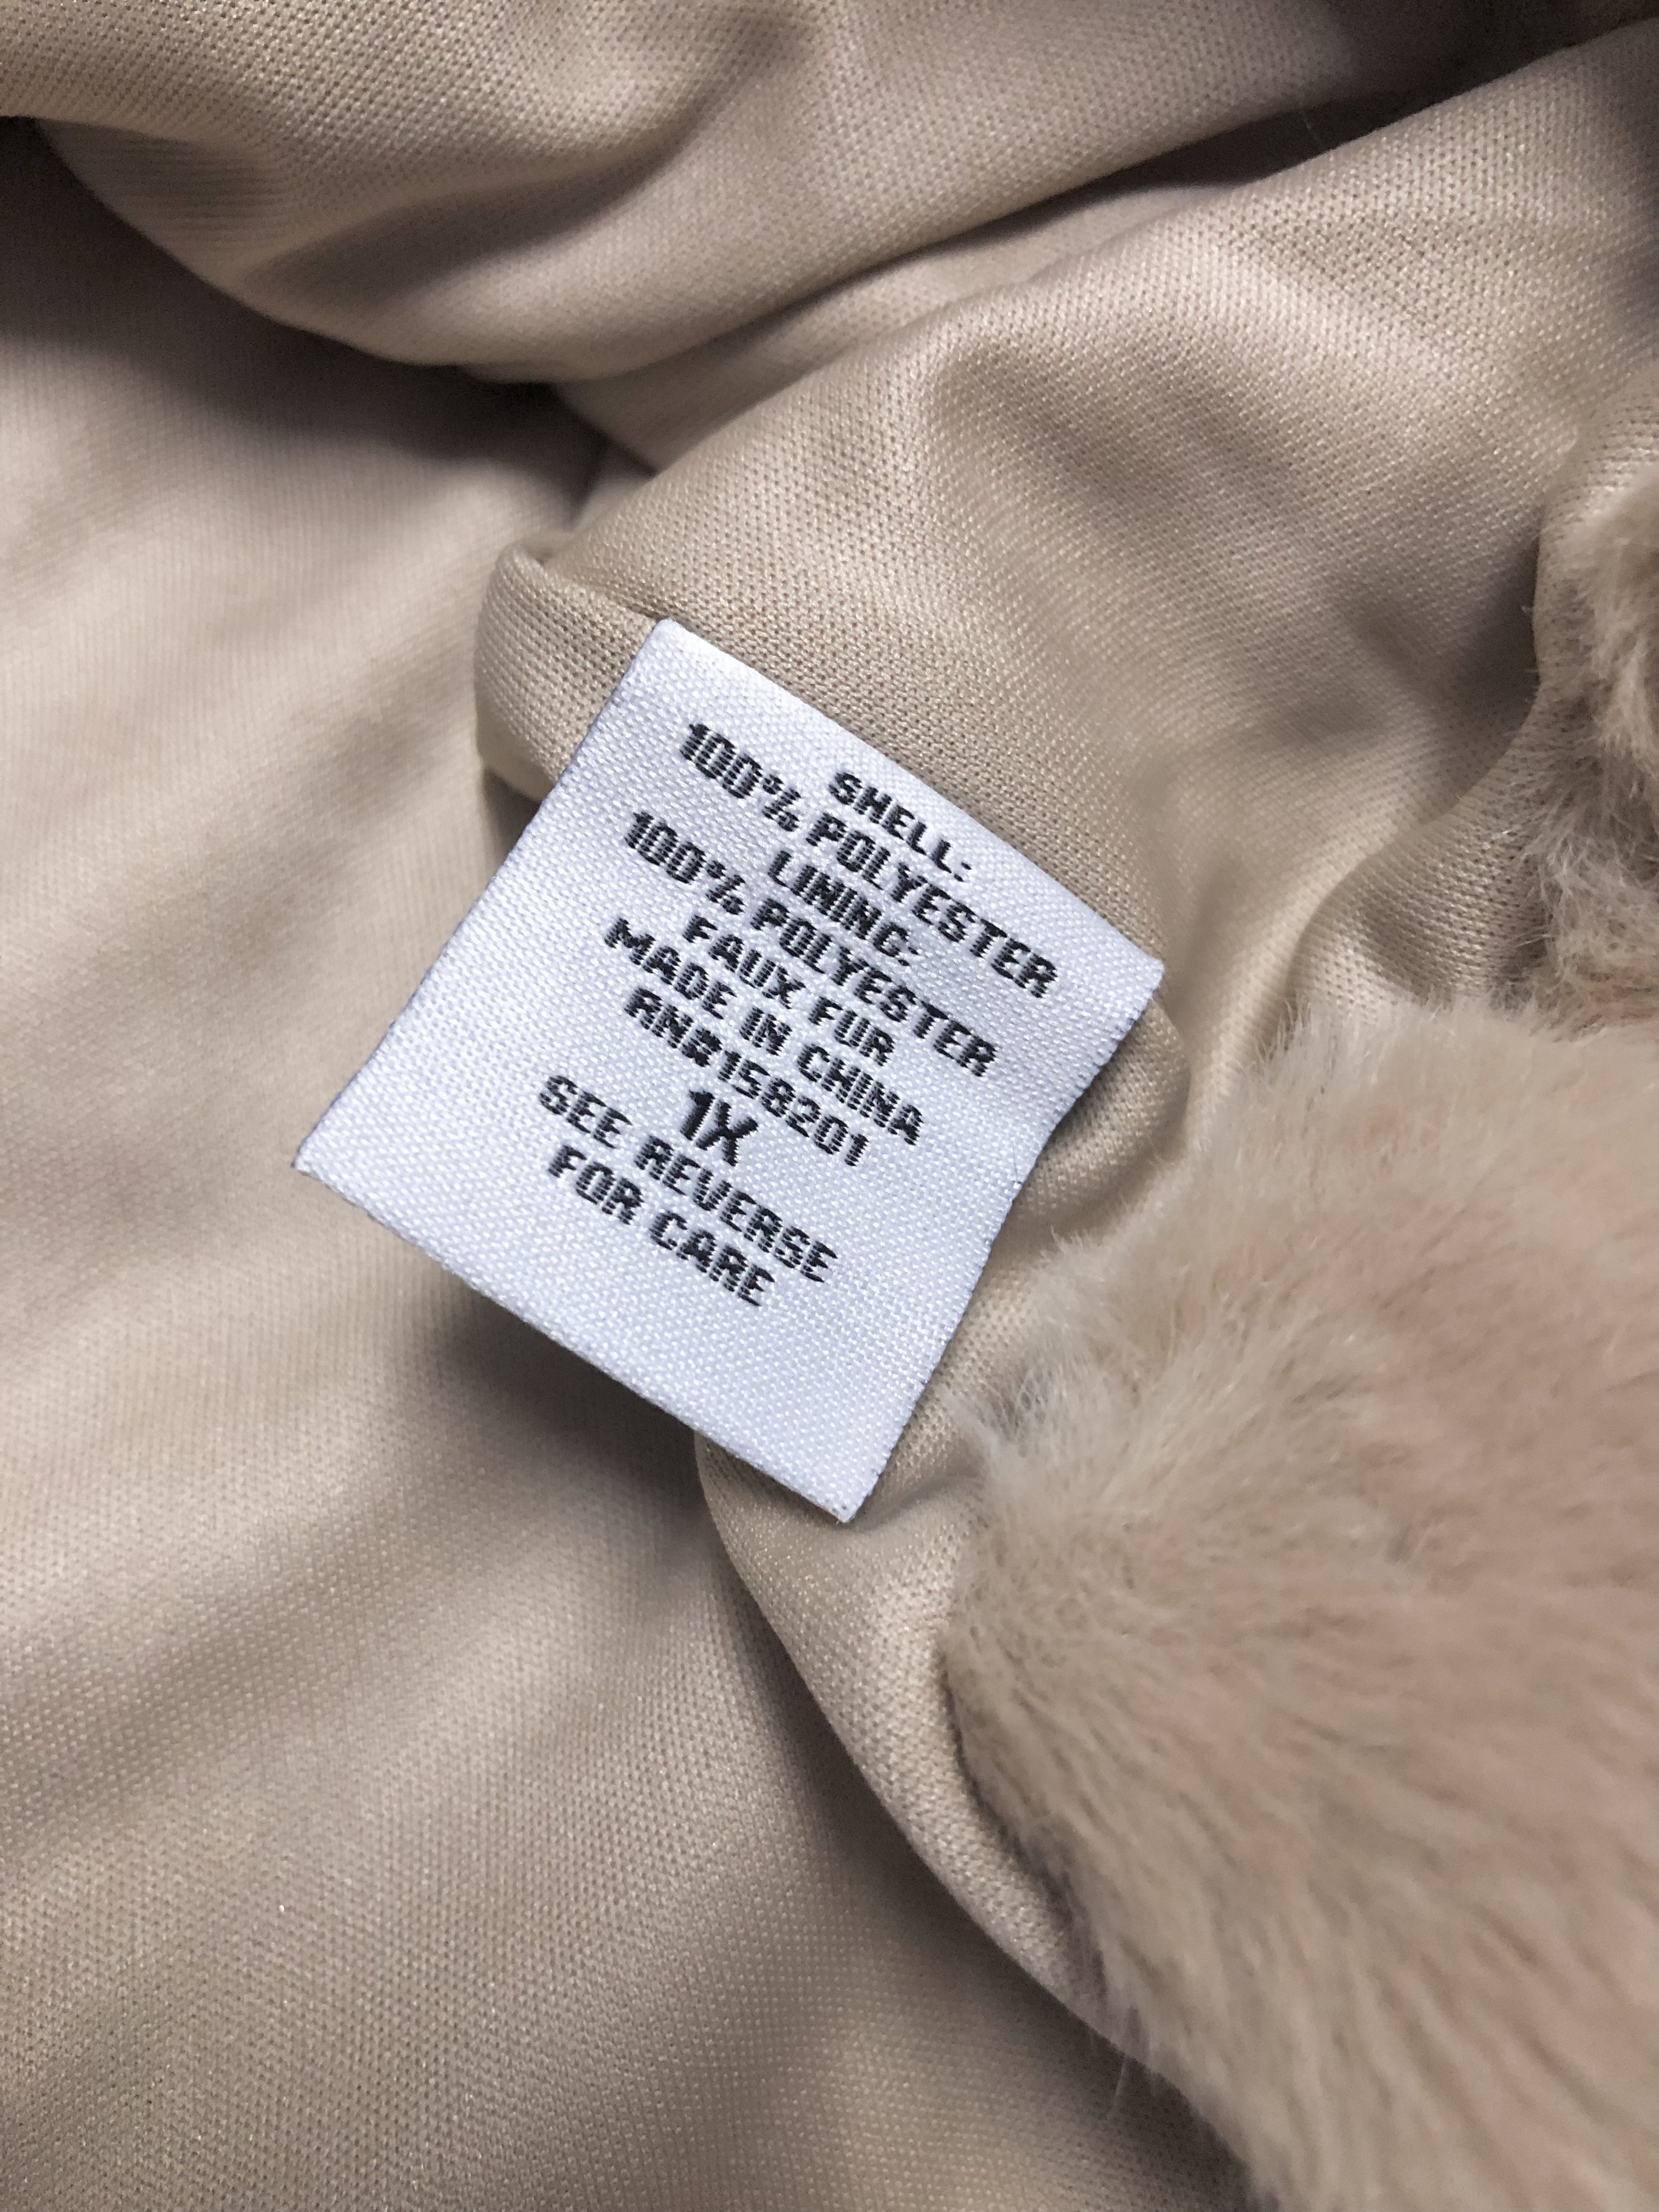 SHELL:
100% POLYESTER
LINING:
100% POLYESTER
FAUX FUR
MADE IN CHINA
RN#158201
1X
SEE REVERSE
FOR CARE